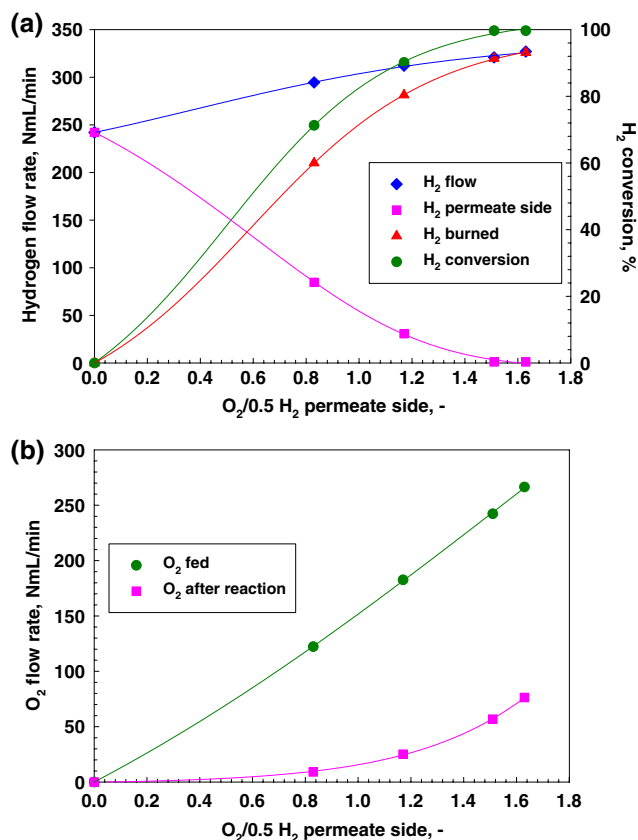 (a)
350
300
250
200
150
100
50
0
Hydrogen flow rate, NmL/min
100
80
60
40
20
0
H₂ conversion, %
H₂ flow
H₂ permeate side
H₂ burned
H₂ conversion
0.0 0.2 0.4 0.6 0.8 1.0 1.2 1.4 1.6 1.8
O₂/0.5 H₂ permeate side, -
(b)
300
250
200
150
100
50
0
O₂ flow rate, NmL/min
O₂ fed
O₂ after reaction
0.0 0.2 0.4 0.6 0.8 1.0 1.2 1.4 1.6 1.8
O₂/0.5 H₂ permeate side, -